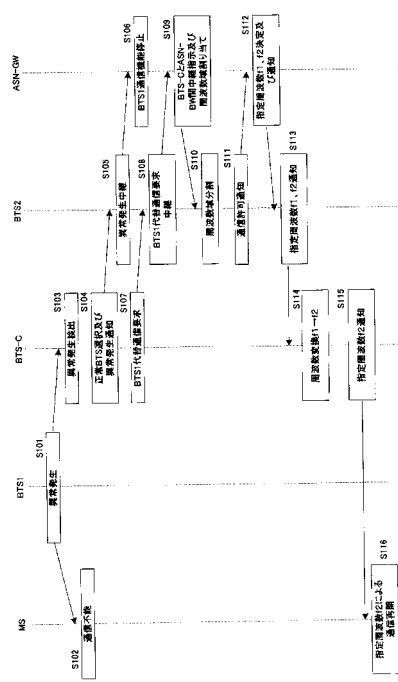 MS
BTS1
BTS-C
BTS2
ASN-GW
S101
異常発生
S102
通信不能
S103
異常発生検出
S104
正常BTS選択及び
異常発生通知
S105
異常発生中継
S106
BTS1通信機能停止
S107
BTS1代替通信要求
S108
BTS1代替通信要求
中継
S109
BTS-CとASN-
BW間中継指示及び
周波数域割り当て
S110
周波数域分割
S111
通信許可通知
S112
指定周波数f1、f2決定及
び通知
S113
指定周波数f1、f2通知
S114
周波数変換f1→f2
S115
指定周波数f2通知
S116
指定周波数f2による
通信再開